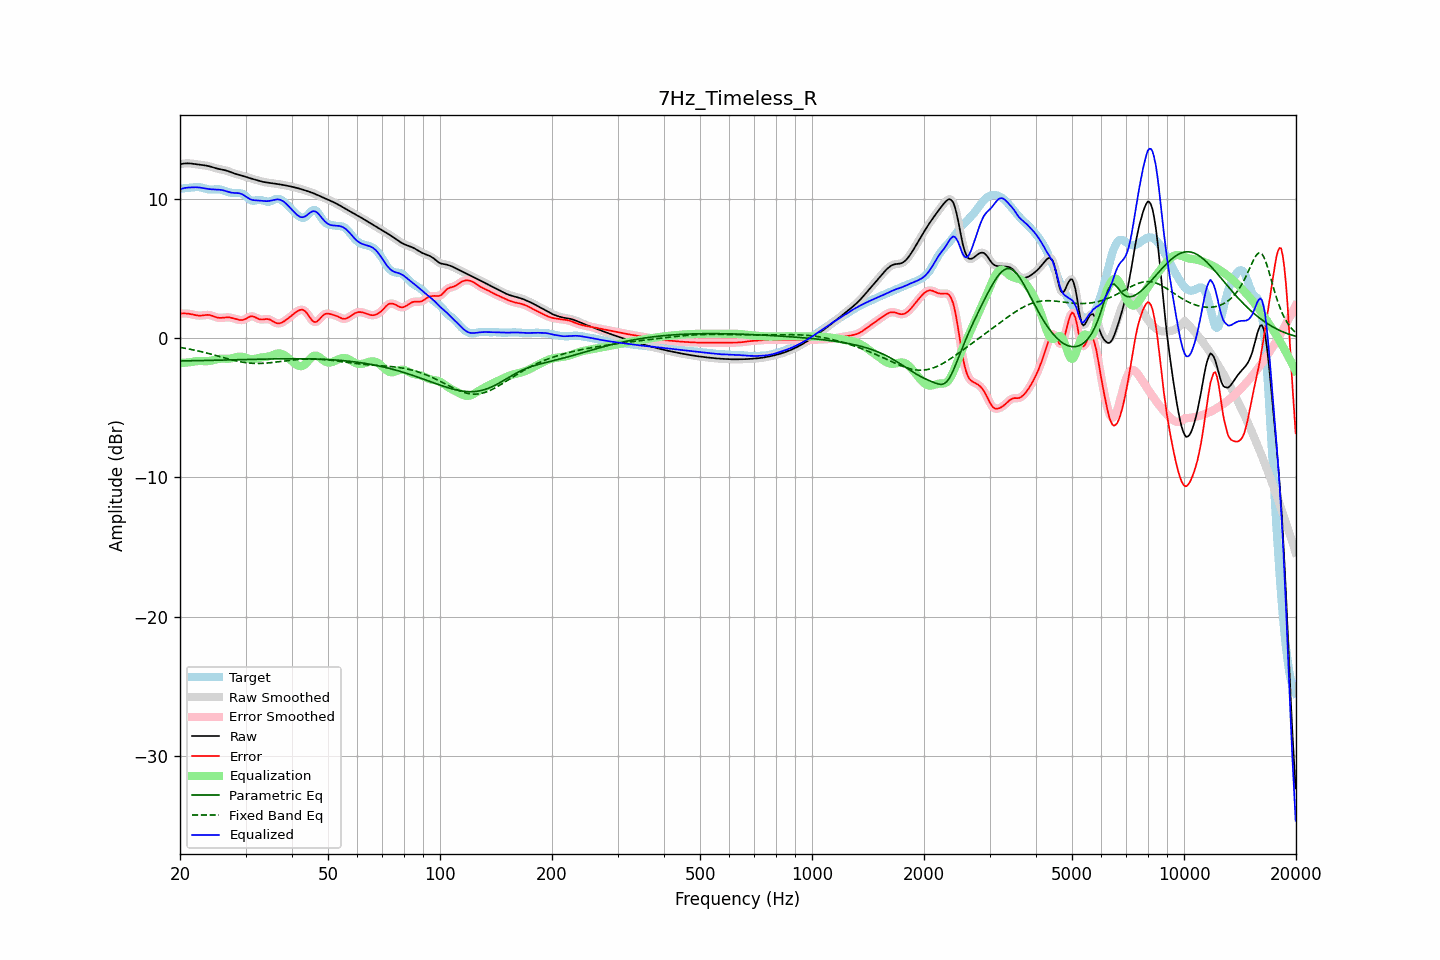 7Hz_Timeless_R
10
0
−10
−20
−30
Amplitude (dBr)
Target
Raw Smoothed
Error Smoothed
Raw
Error
Equalization
Parametric Eq
Fixed Band Eq
Equalized
20 50 100 200 500 1000 2000 5000 10000 20000
Frequency (Hz)